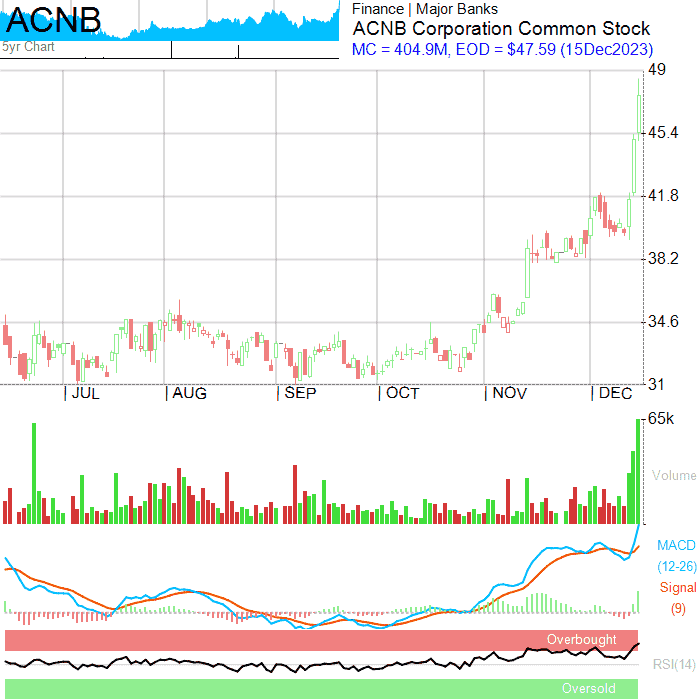 ACNB
5yr Chart
Finance | Major Banks
ACNB Corporation Common Stock
MC = 404.9M, EOD = $47.59 (15Dec2023)
49
45.4
41.8
38.2
34.6
31
| JUL | AUG | SEP | OCT | NOV | DEC
65k
Volume
MACD
(12-26)
Signal
(9)
Overbought
RSI(14)
Oversold